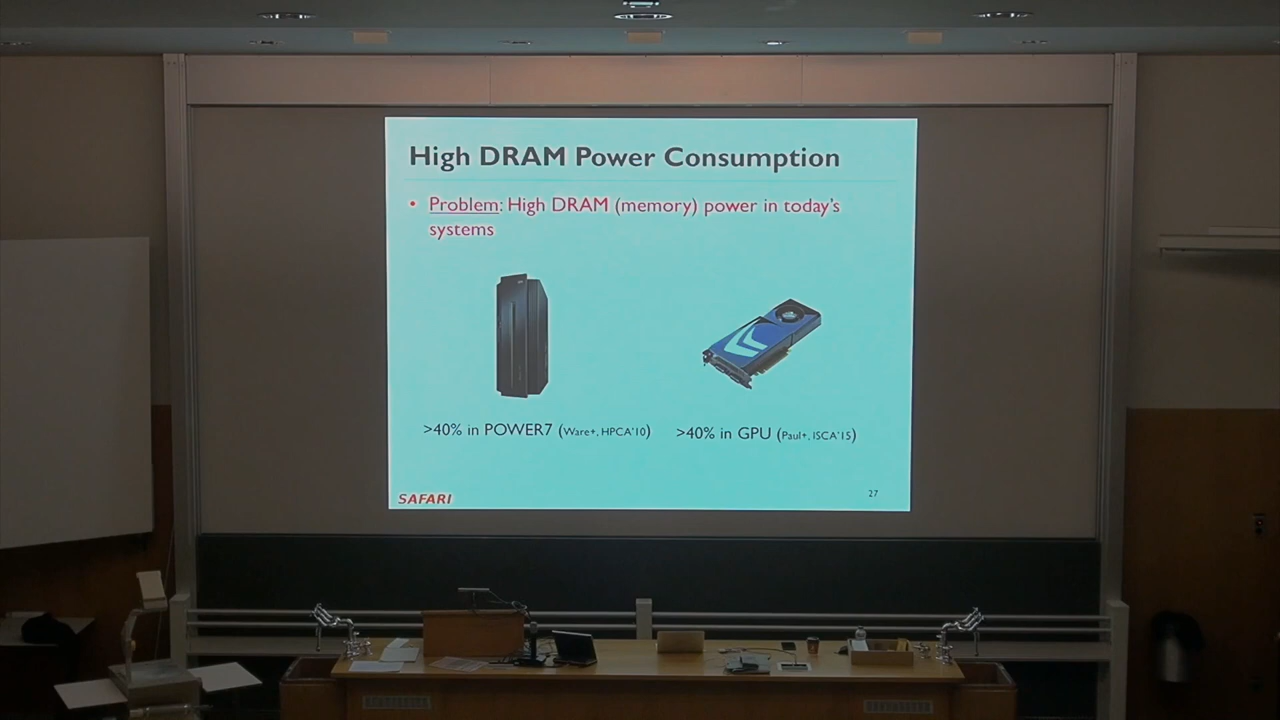 High DRAM Power Consumption
• Problem: High DRAM (memory) power in today's
systems
>40% in POWER7 (Ware+, HPCA'10)
>40% in GPU (Paul+, ISCA'15)
SAFARI
27